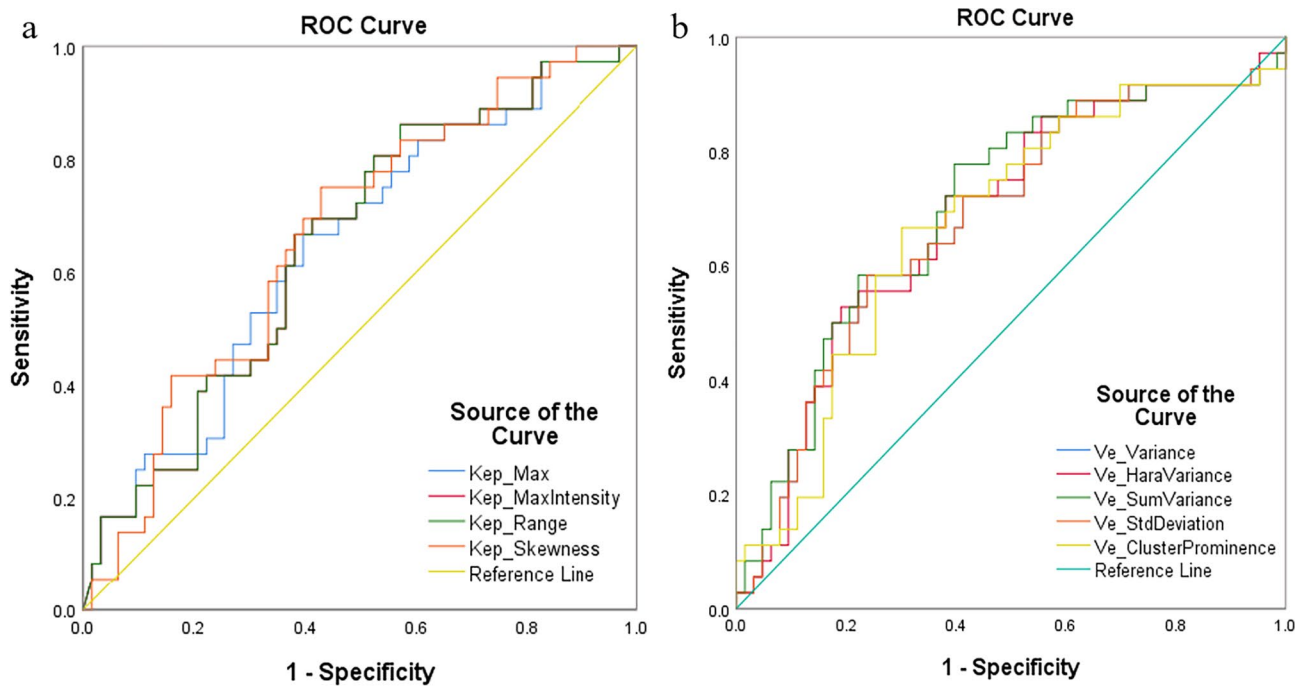 a
ROC Curve
1.0
0.8
0.6
0.4
0.2
0.0
Sensitivity
0.0
0.2
0.4
0.6
0.8
1.0
1 - Specificity
Source of the
Curve
Kep_Max
Kep_MaxIntensity
Kep_Range
Kep_Skewness
Reference Line
b
ROC Curve
1.0
0.8
0.6
0.4
0.2
0.0
Sensitivity
0.0
0.2
0.4
0.6
0.8
1.0
1 - Specificity
Source of the
Curve
Ve_Variance
Ve_HaraVariance
Ve_SumVariance
Ve_StdDeviation
Ve_ClusterProminence
Reference Line